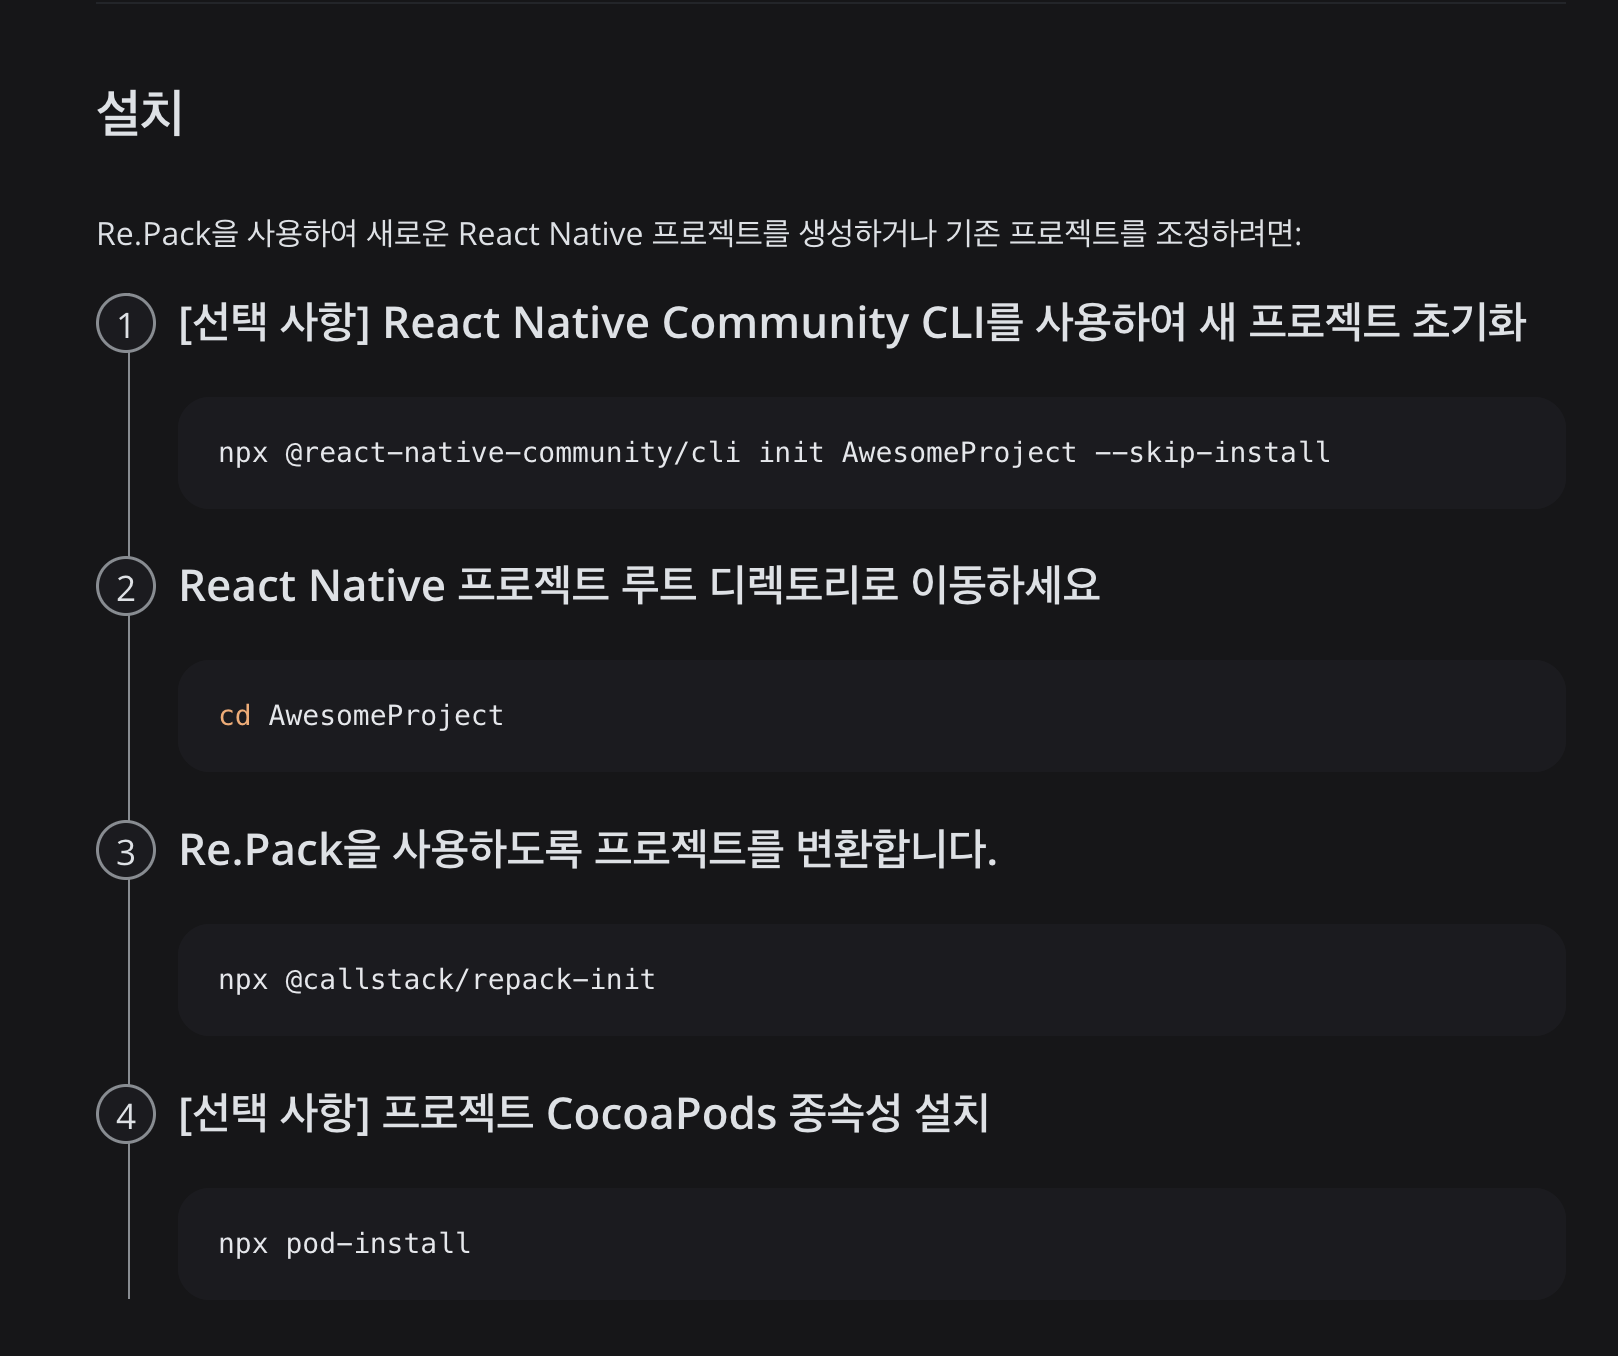 설치
Re.Pack을 사용하여 새로운 React Native 프로젝트를 생성하거나 기존 프로젝트를 조정하려면:
1 [선택 사항] React Native Community CLI를 사용하여 새 프로젝트 초기화
npx @react-native-community/cli init AwesomeProject --skip-install
2 React Native 프로젝트 루트 디렉토리로 이동하세요
cd AwesomeProject
3 Re.Pack을 사용하도록 프로젝트를 변환합니다.
npx @callstack/repack-init
4 [선택 사항] 프로젝트 CocoaPods 종속성 설치
npx pod-install